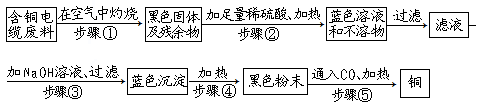 含铜电缆废料 在空气中灼烧 步骤① 黑色固体及残余物 加足量稀硫酸、加热 步骤② 蓝色溶液和不溶物 过滤 滤液
加NaOH溶液、过滤 步骤③ 蓝色沉淀 加热 步骤④ 黑色粉末 通入CO、加热 步骤⑤ 铜